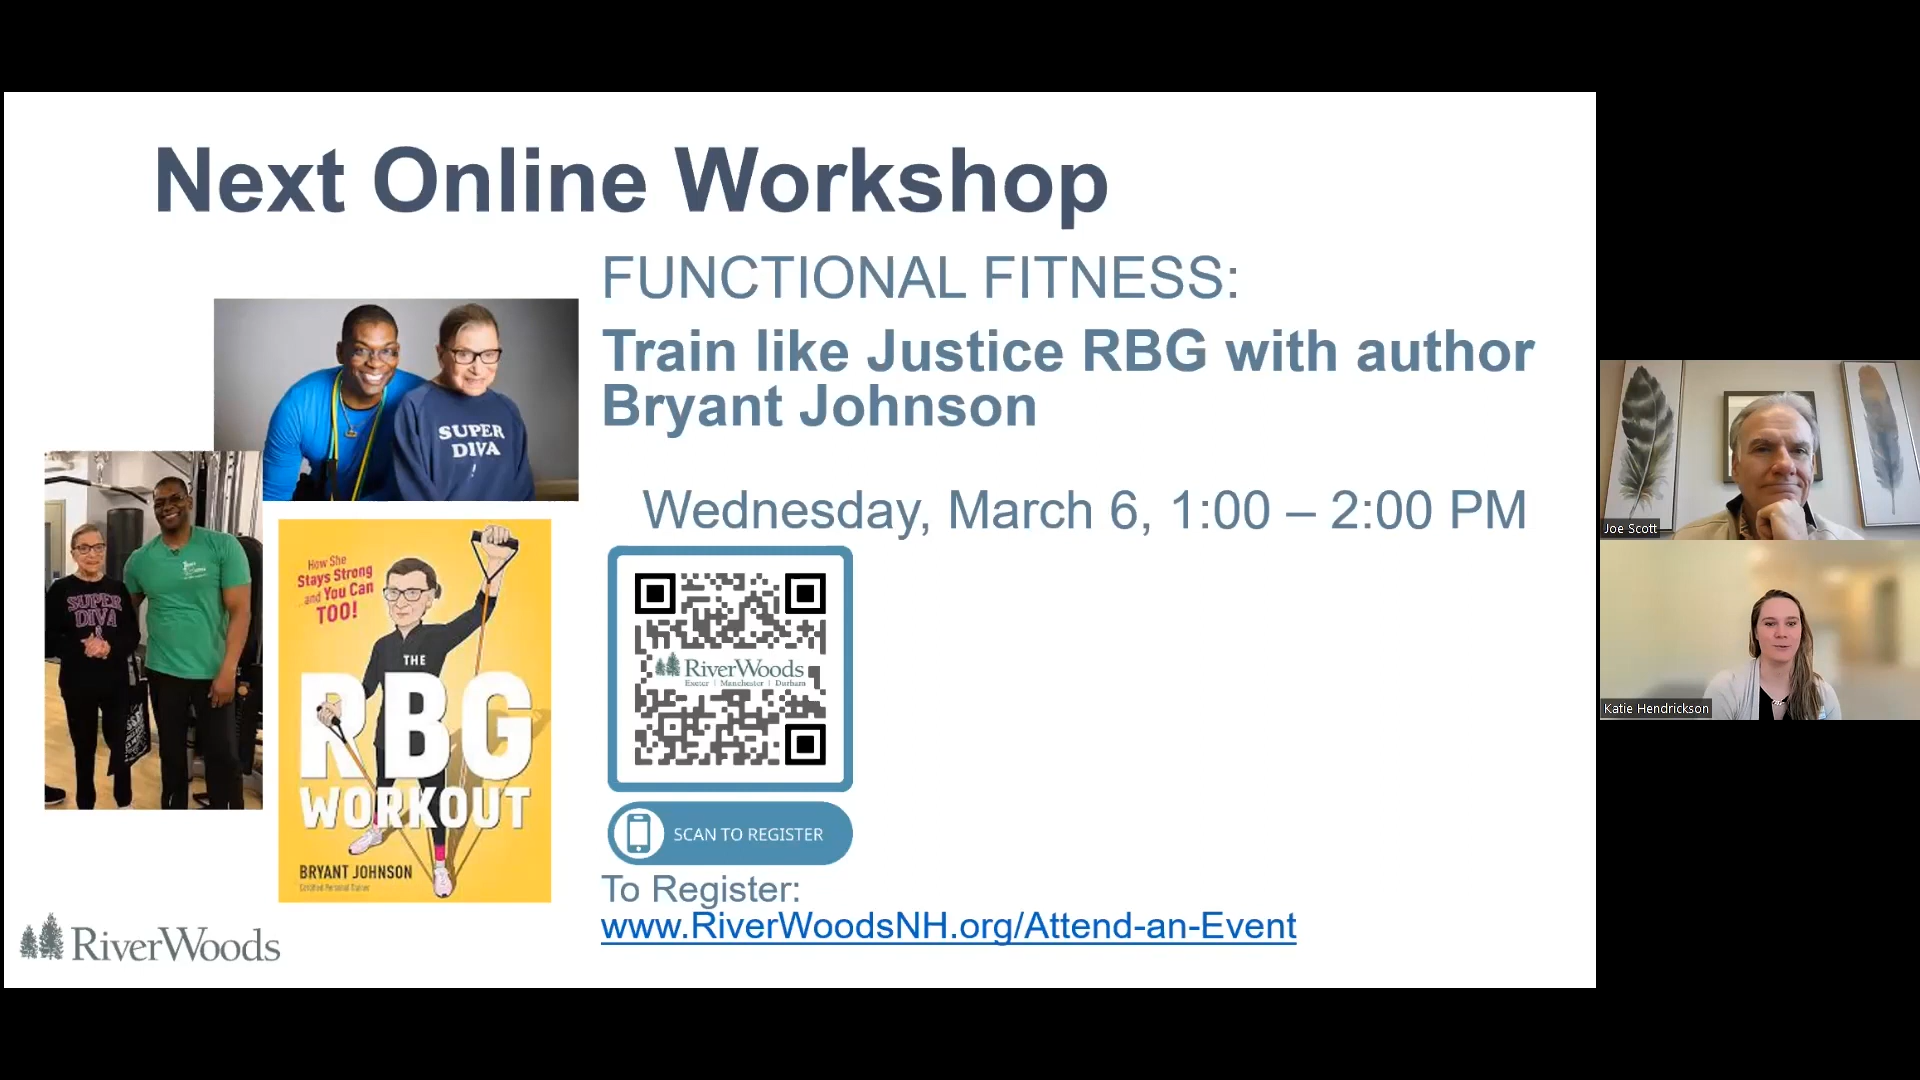 Next Online Workshop
FUNCTIONAL FITNESS:
Train like Justice RBG with author
Bryant Johnson
Wednesday, March 6, 1:00 – 2:00 PM
SUPER
DIVA
!
SUPER
DIVA
How She
Stays Strong
and You Can
TOO!
THE
RBG
WORKOUT
BRYANT JOHNSON
Certified Personal Trainer
RiverWoods
Exeter | Manchester | Durham
SCAN TO REGISTER
To Register:
www.RiverWoodsNH.org/Attend-an-Event
RiverWoods
Joe Scott
Katie Hendrickson